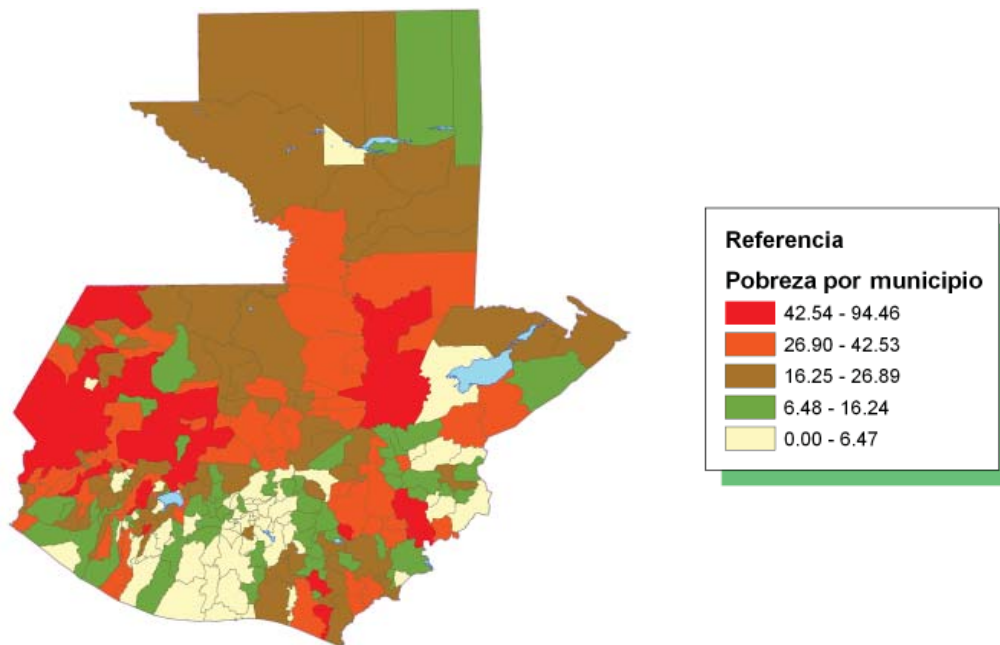 Referencia
Pobreza por municipio
42.54 - 94.46
26.90 - 42.53
16.25 - 26.89
6.48 - 16.24
0.00 - 6.47